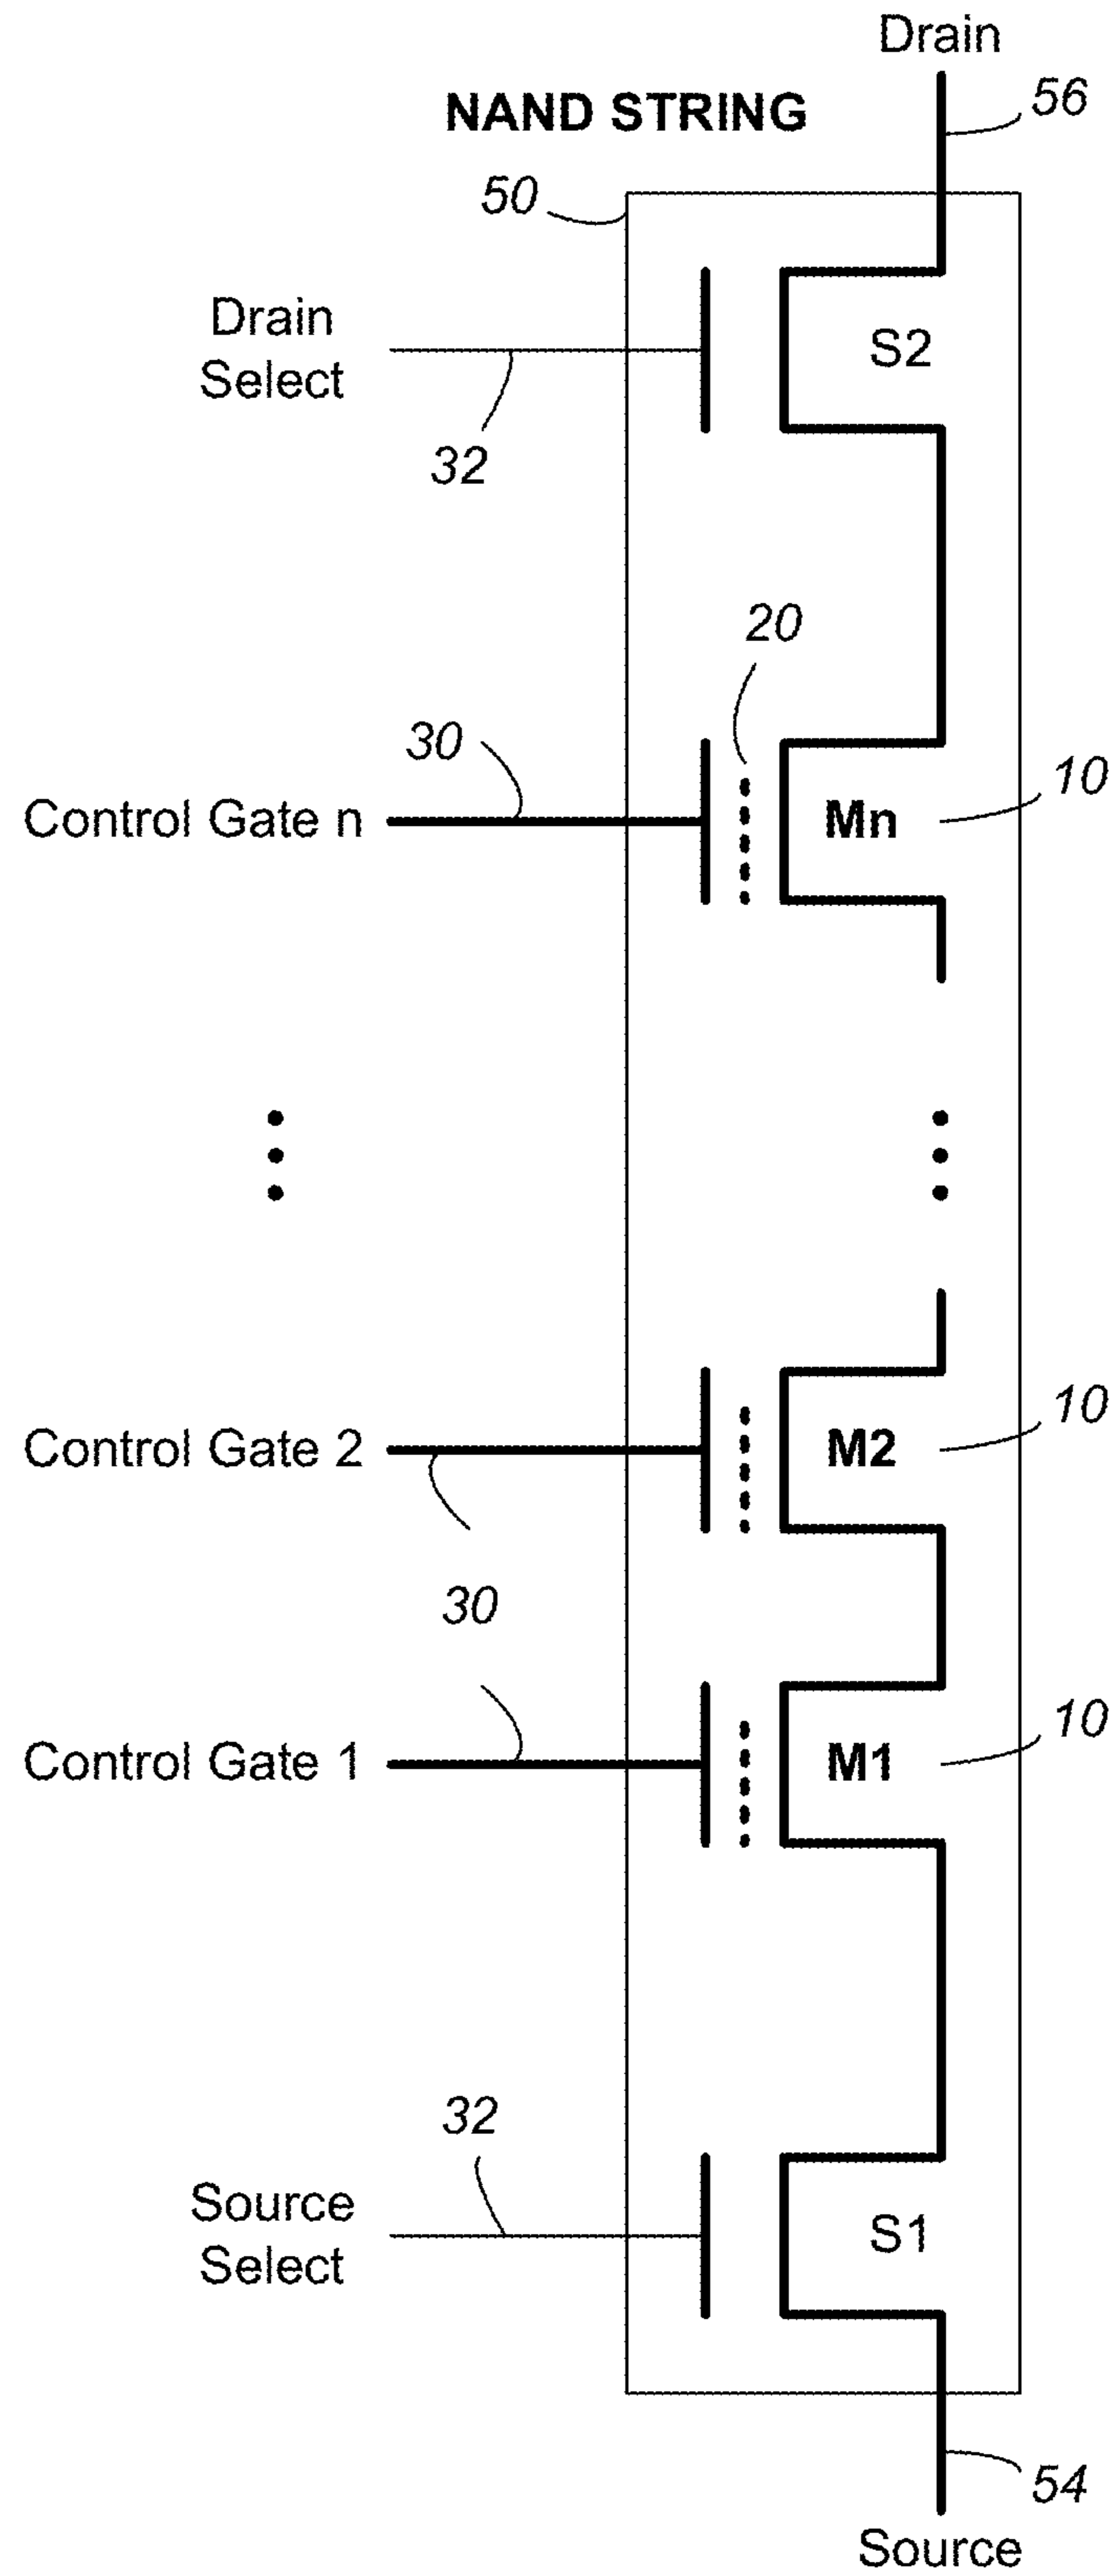 Drain
56
NAND STRING
50
Drain
Select
S2
32
20
30
10
Control Gate n
Mn
10
Control Gate 2
M2
30
10
Control Gate 1
M1
32
Source
Select
S1
54
Source